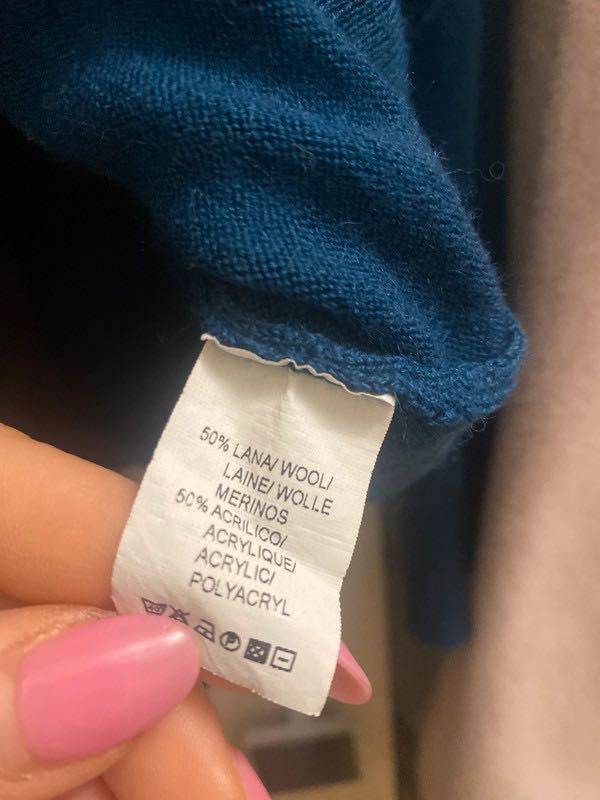 50% LANA/ WOOL/
LAINE/ WOLLE
MERINOS
50% ACRILICO/
ACRYLIQUE/
ACRYLIC/
POLYACRYL